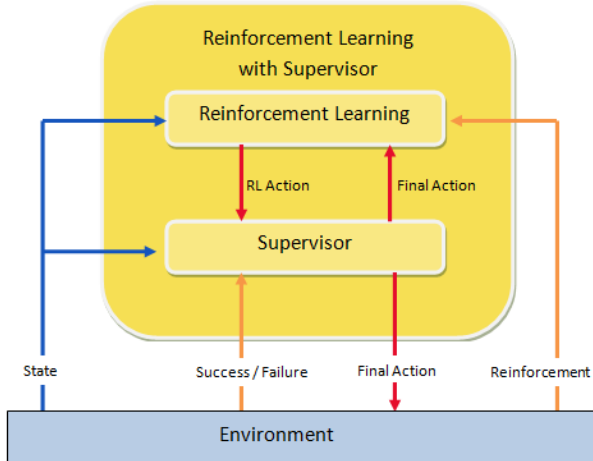 Reinforcement Learning
with Supervisor
Reinforcement Learning
RL Action
Final Action
Supervisor
State
Success / Failure
Final Action
Reinforcement
Environment